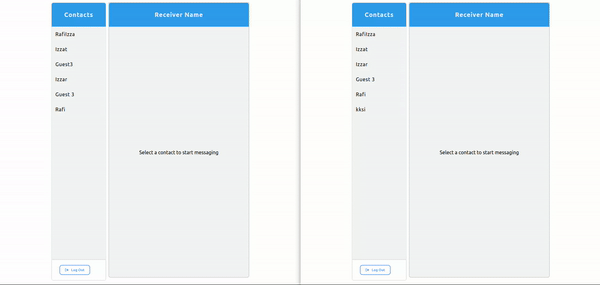 Contacts
Receiver Name
RafiIzza
Izzat
Guest3
Izzar
Guest 3
Rafi
Select a contact to start messaging
Log Out
Contacts
Receiver Name
RafiIzza
Izzat
Izzar
Guest 3
Rafi
kksi
Select a contact to start messaging
Log Out